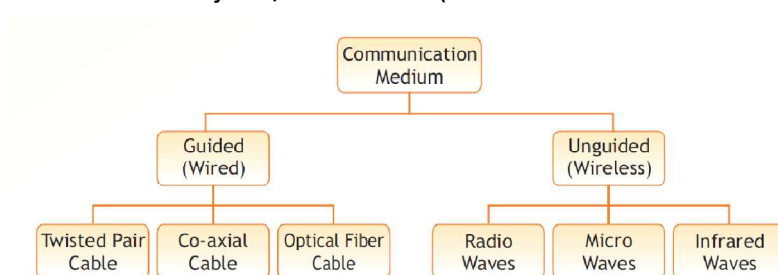 Communication
Medium
Guided
(Wired)
Unguided
(Wireless)
Twisted Pair
Cable
Co-axial
Cable
Optical Fiber
Cable
Radio
Waves
Micro
Waves
Infrared
Waves